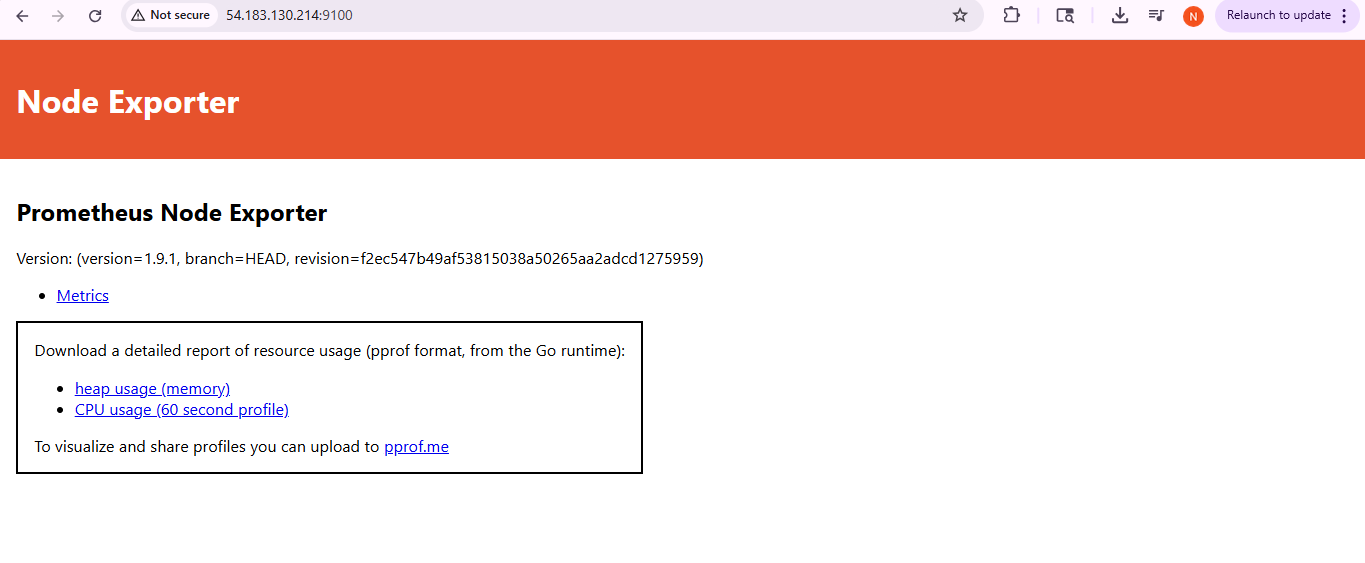 Not secure 54.183.130.214:9100
N
Relaunch to update
Node Exporter
Prometheus Node Exporter
Version: (version=1.9.1, branch=HEAD, revision=f2ec547b49af53815038a50265aa2adcd1275959)
Metrics
Download a detailed report of resource usage (pprof format, from the Go runtime):
heap usage (memory)
CPU usage (60 second profile)
To visualize and share profiles you can upload to pprof.me